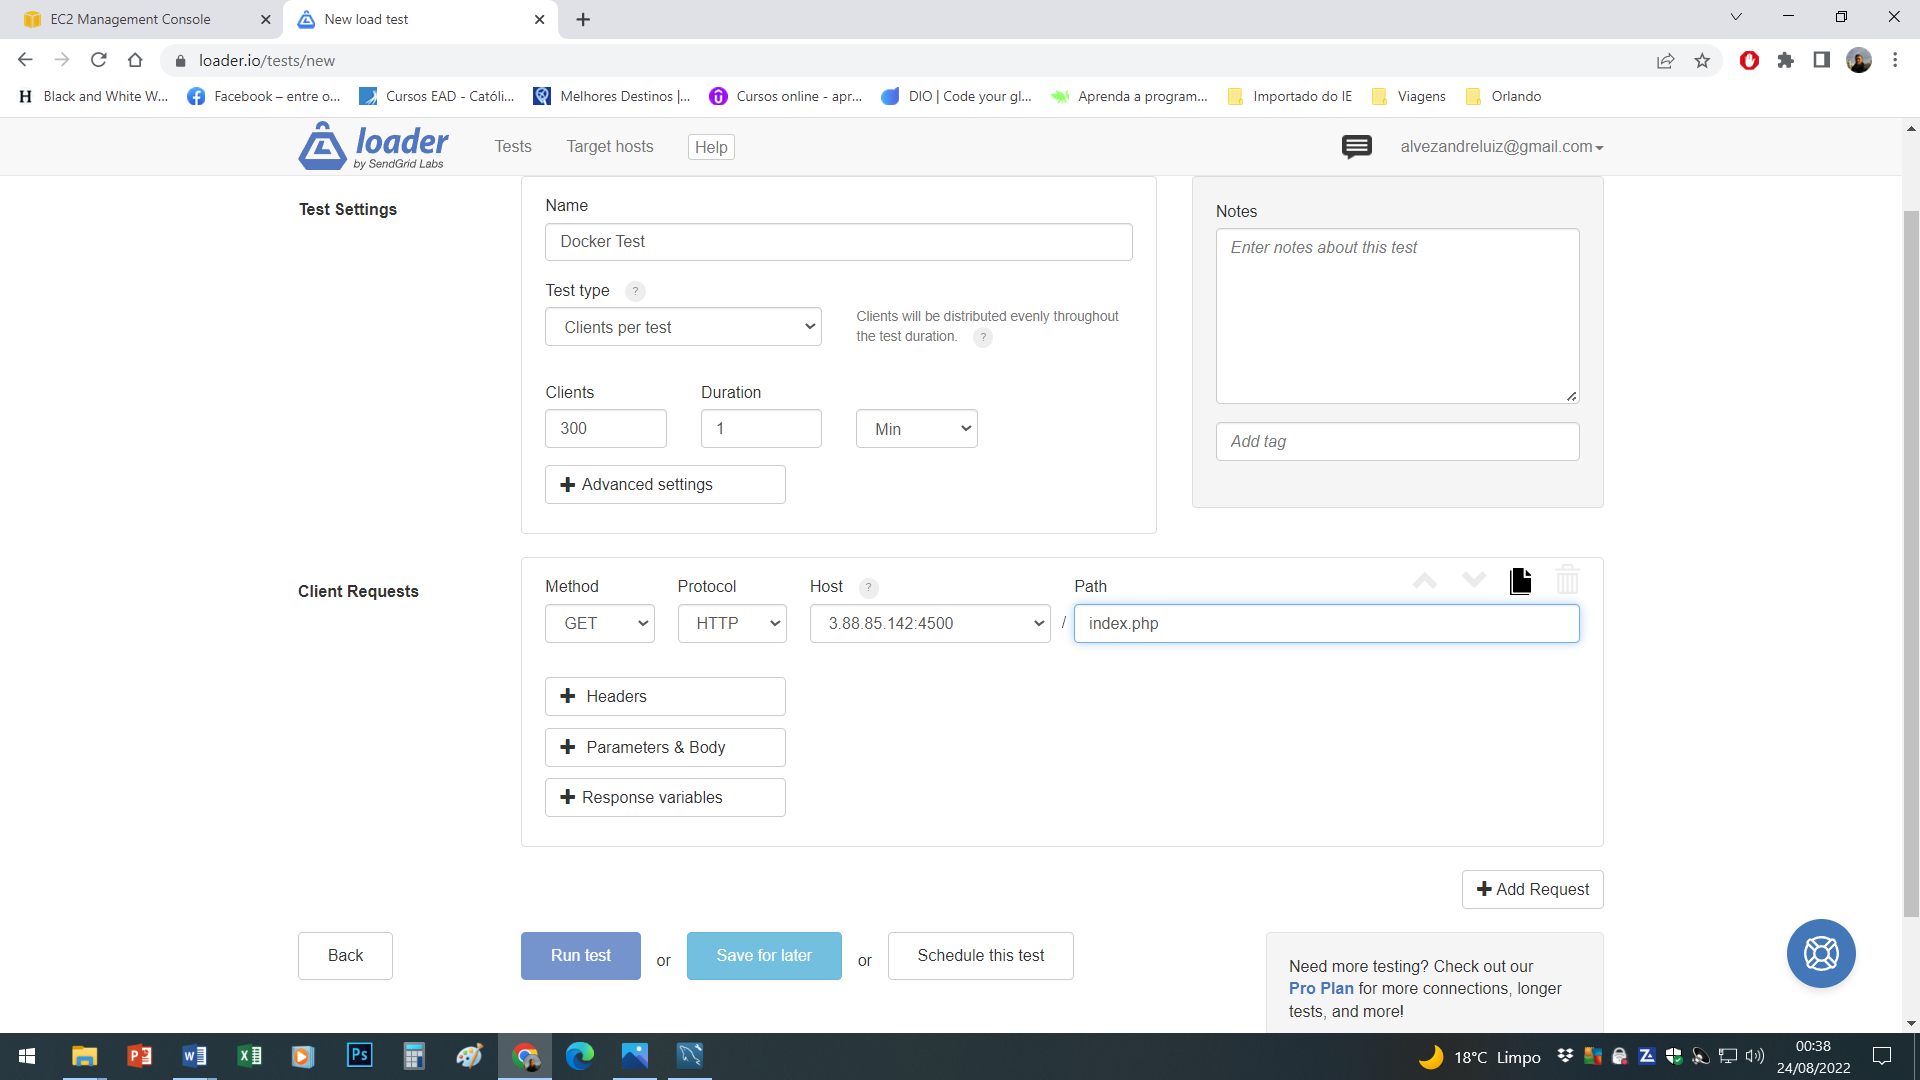 EC2 Management Console
New load test
loader.io/tests/new
Black and White W...
Facebook – entre o...
Cursos EAD - Católi...
Melhores Destinos |...
Cursos online - apr...
DIO | Code your gl...
Aprenda a program...
Importado do IE
Viagens
Orlando
loader
by SendGrid Labs
Tests
Target hosts
Help
alvezandreluiz@gmail.com
Test Settings
Name
Docker Test
Test type ?
Clients per test
Clients will be distributed evenly throughout
the test duration. ?
Clients
Duration
300
1
Min
Advanced settings
Notes
Enter notes about this test
Add tag
Client Requests
Method
Protocol
Host ?
Path
GET
HTTP
3.88.85.142:4500
/
index.php
Headers
Parameters & Body
Response variables
Add Request
Back
Run test
or
Save for later
or
Schedule this test
Need more testing? Check out our
Pro Plan for more connections, longer
tests, and more!
Ps
18°C Limpo
00:38
24/08/2022